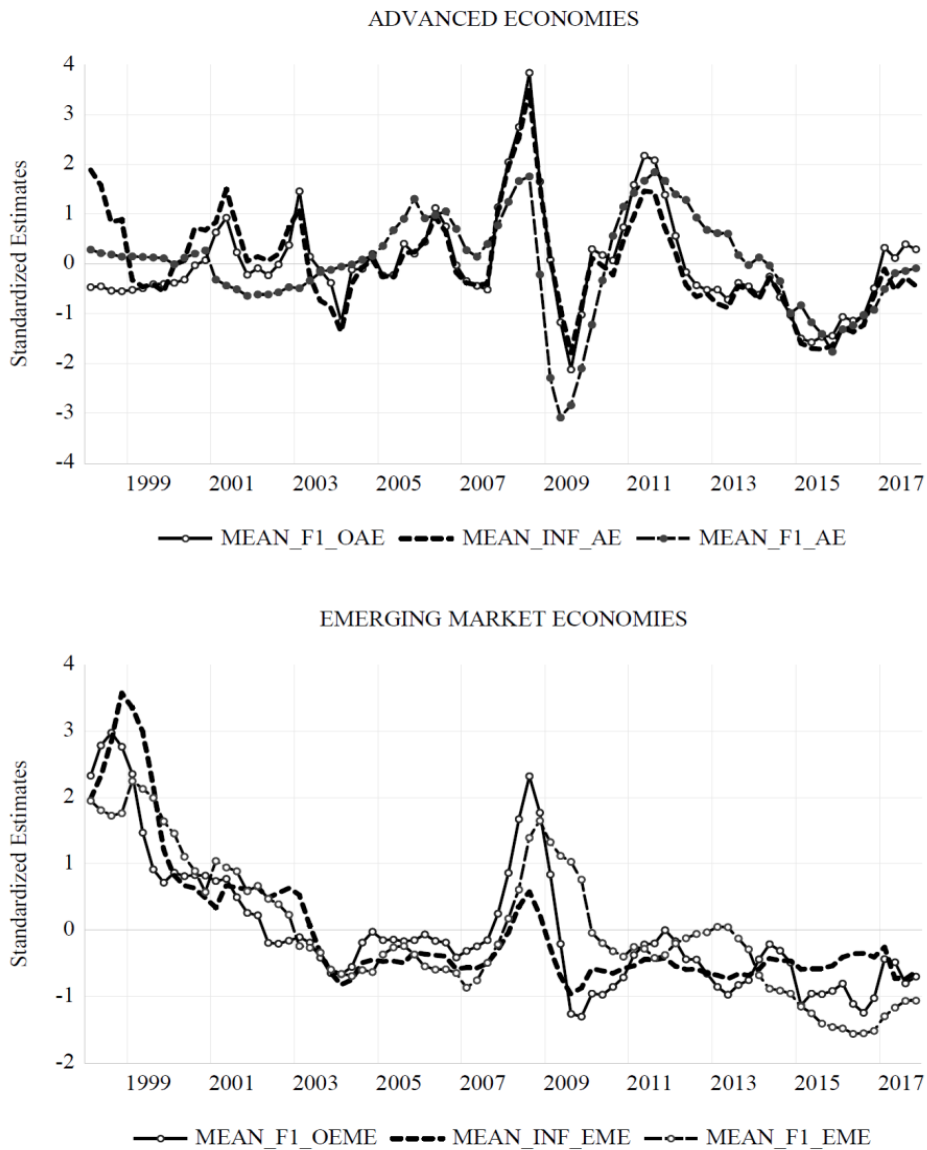 ADVANCED ECONOMIES
Standardized Estimates
4
3
2
1
0
-1
-2
-3
-4
1999 2001 2003 2005 2007 2009 2011 2013 2015 2017
MEAN_F1_OAE MEAN_INF_AE MEAN_F1_AE
EMERGING MARKET ECONOMIES
Standardized Estimates
4
3
2
1
0
-1
-2
1999 2001 2003 2005 2007 2009 2011 2013 2015 2017
MEAN_F1_OEME MEAN_INF_EME MEAN_F1_EME